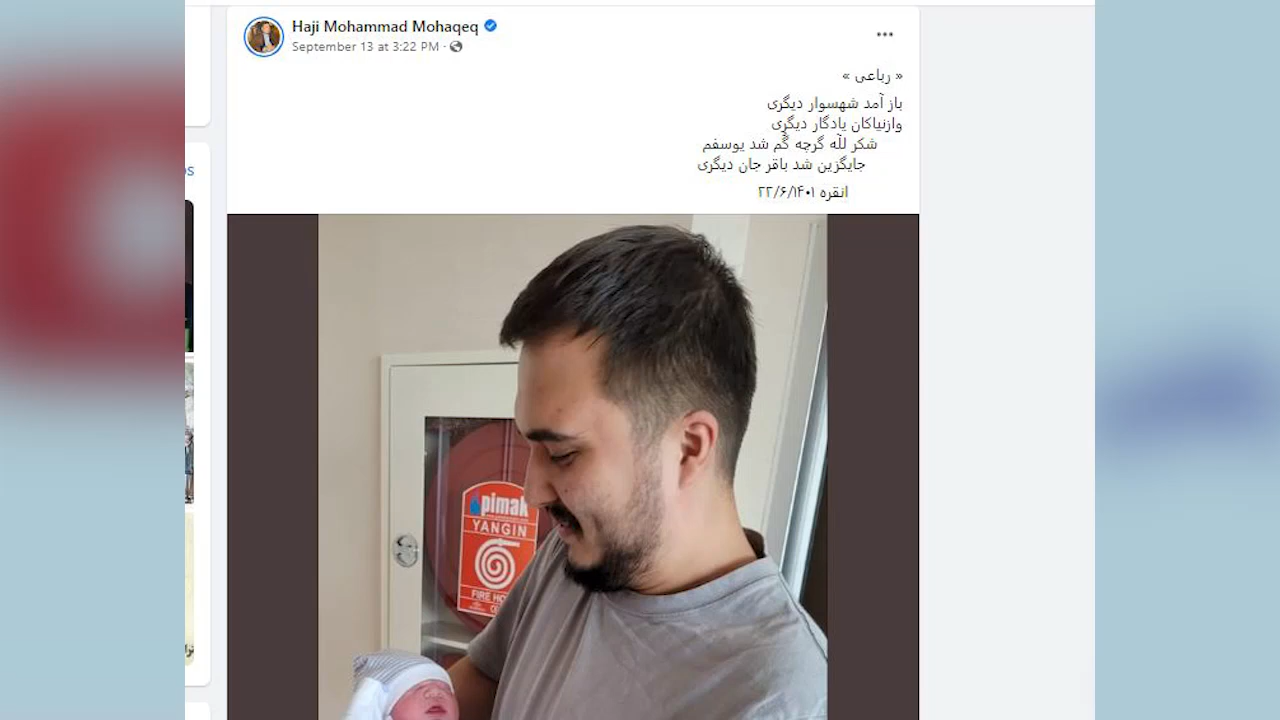 Haji Mohammad Mohaqeq
September 13 at 3:22 PM ·
« رباعی »
باز آمد شهسوار دیگری
وازنیاکان یادگار دیگری
شکر لله گرچه گم شد یوسفم
جایگزین شد باقر جان دیگری
انقره ۲۲/۶/۱۴۰۱
pimak
YANGIN
FIRE HO